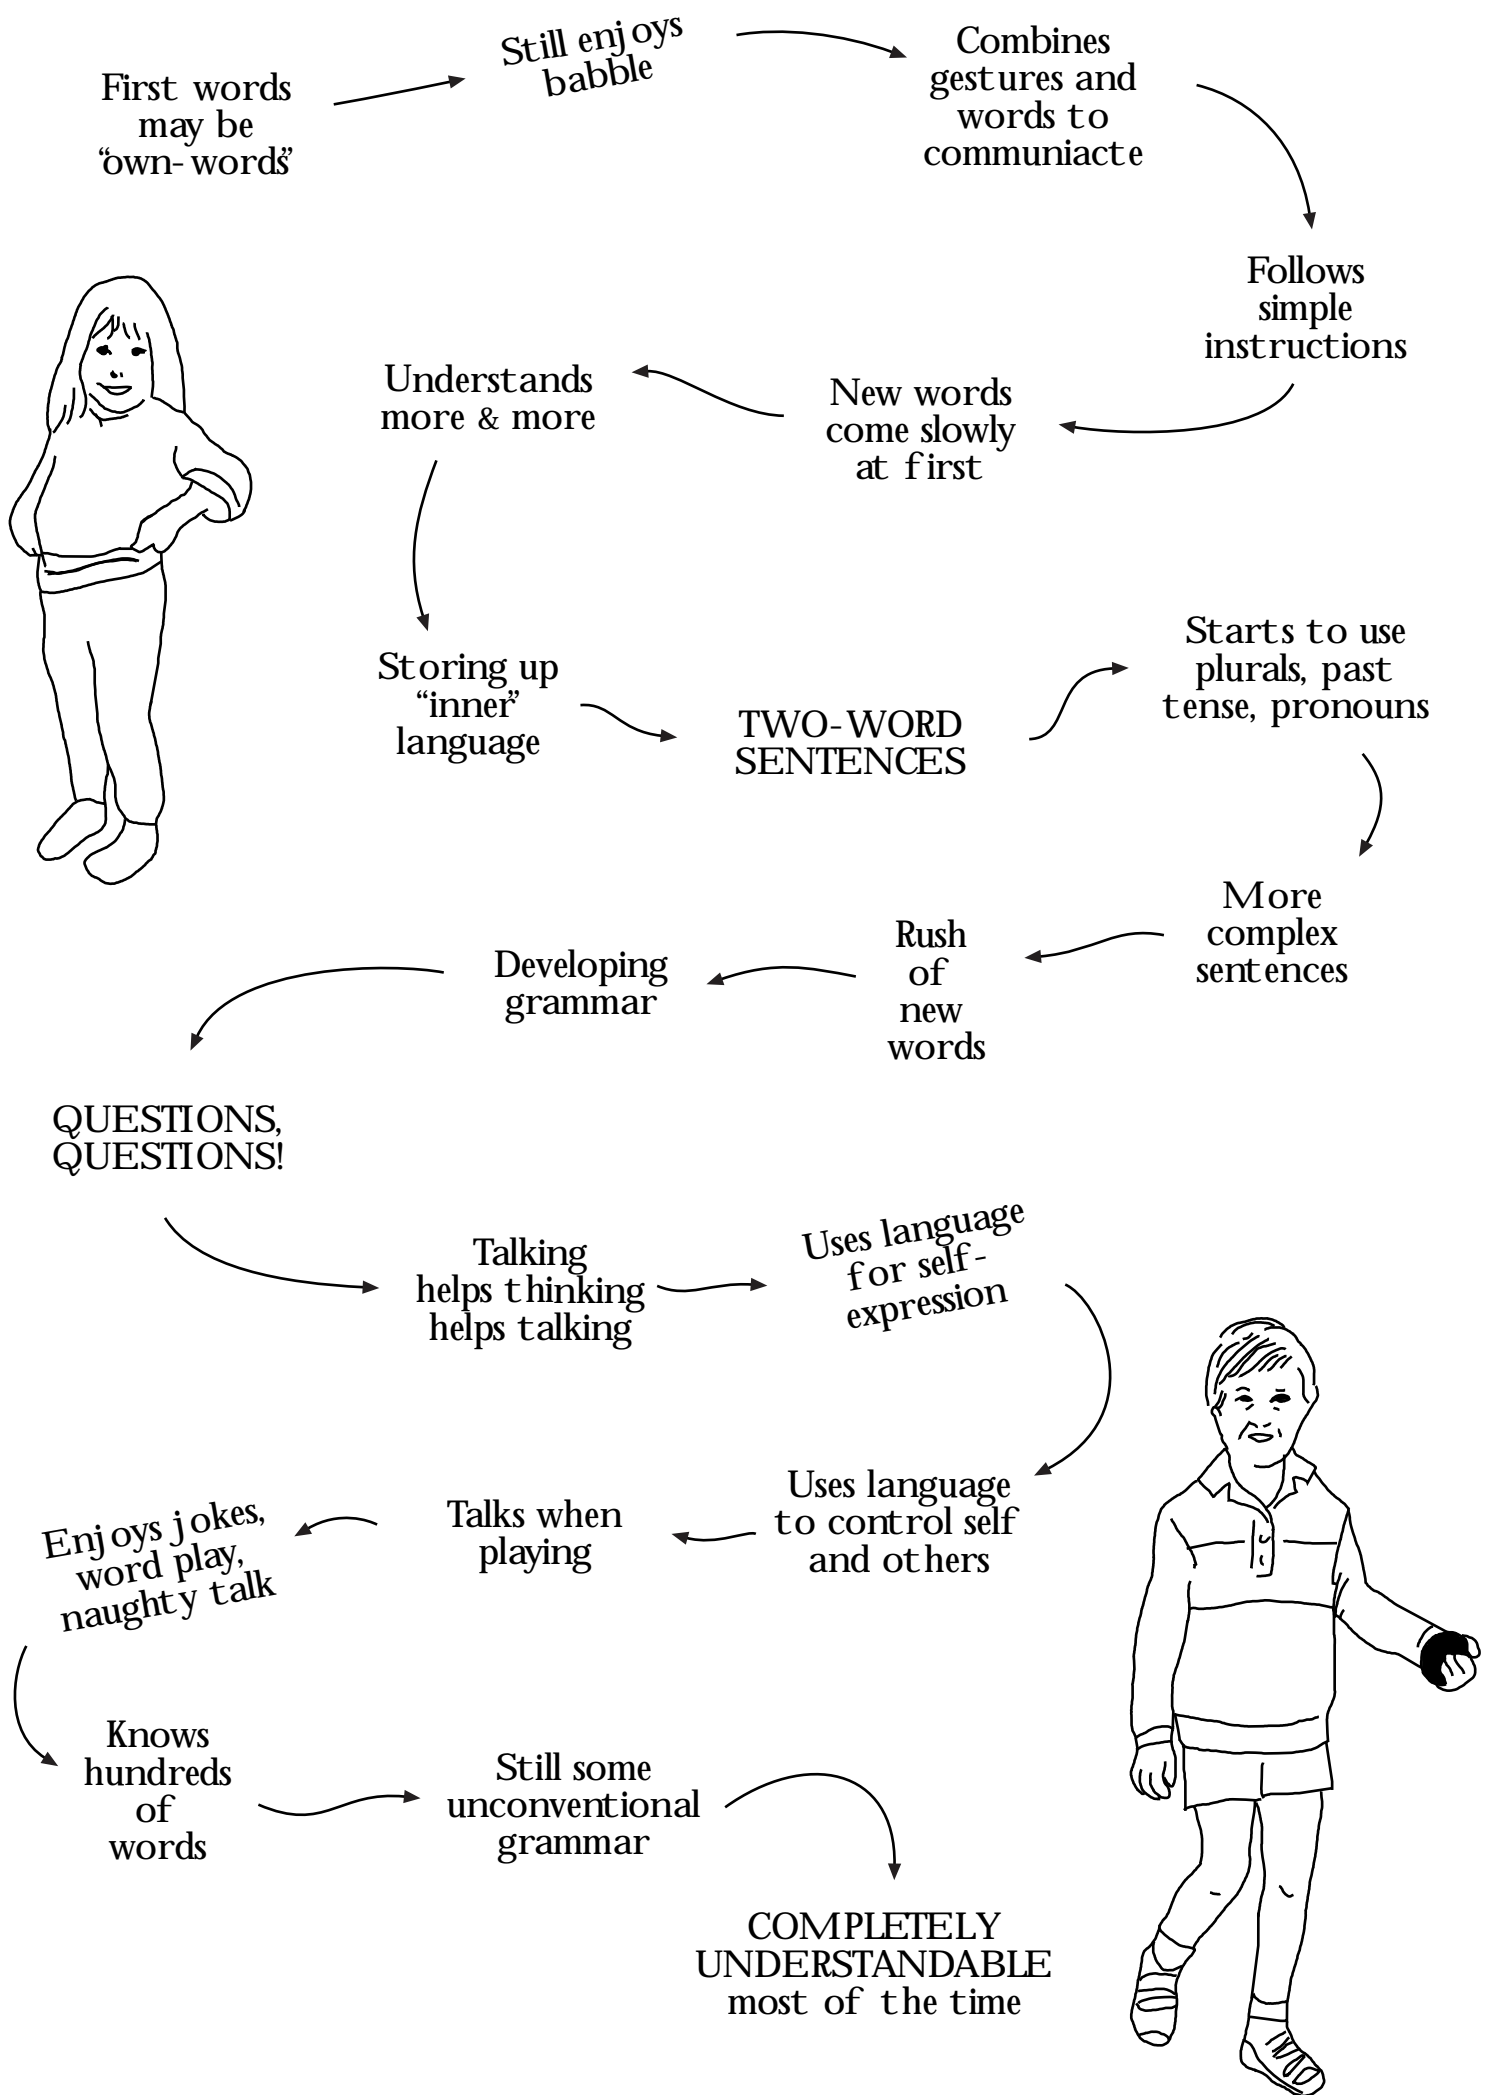 First words
may be
“own-words”
Still enjoys
babble
Combines
gestures and
words to
communiacte
Follows
simple
instructions
New words
come slowly
at first
Understands
more & more
Storing up
“inner”
language
TWO-WORD
SENTENCES
Starts to use
plurals, past
tense, pronouns
More
complex
sentences
Rush
of
new
words
Developing
grammar
QUESTIONS,
QUESTIONS!
Talking
helps thinking
helps talking
Uses language
for self-
expression
Uses language
to control self
and others
Talks when
playing
Enjoys jokes,
word play,
naughty talk
Knows
hundreds
of
words
Still some
unconventional
grammar
COMPLETELY
UNDERSTANDABLE
most of the time